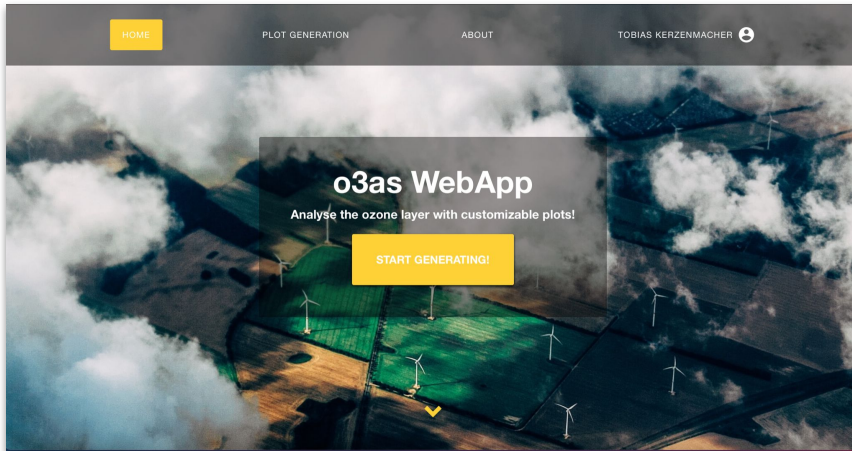 HOME
PLOT GENERATION
ABOUT
TOBIAS KERZENMACHER
o3as WebApp
Analyse the ozone layer with customizable plots!
START GENERATING!